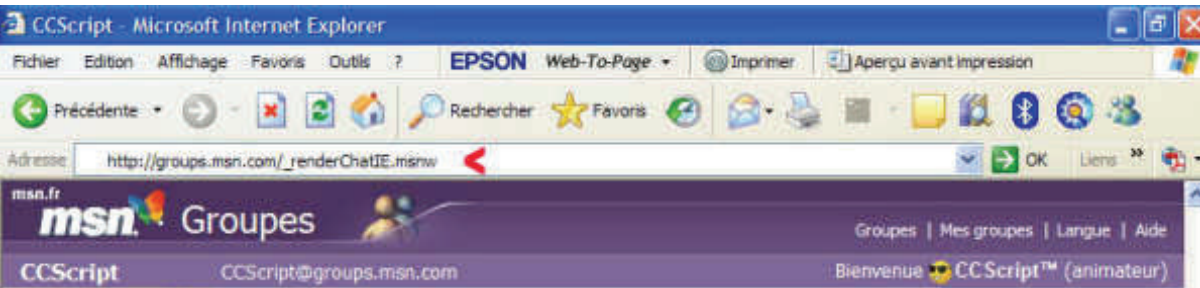 CCScript - Microsoft Internet Explorer
Fichier Edition Affichage Favoris Outils ? EPSON Web-To-Page Imprimer Aperçu avant impression
Précédente Rechercher Favoris
Adresse http://groups.msn.com/_renderChatIE.msnw < OK Liens »
msn.fr
msn Groupes
Groupes | Mes groupes | Langue | Aide
CCScript CCScript@groups.msn.com Bienvenue CCScript™ (animateur)